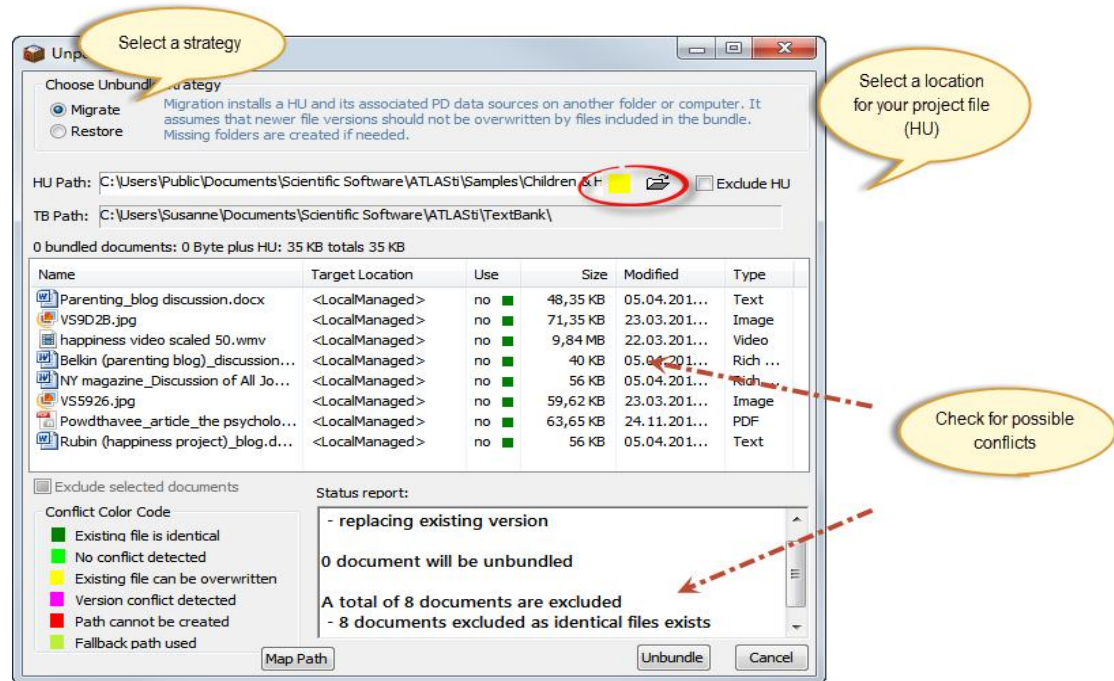 Select a strategy
Unp
Choose Unbundle Strategy
Migrate
Restore
Migration installs a HU and its associated PD data sources on another folder or computer. It
assumes that newer file versions should not be overwritten by files included in the bundle.
Missing folders are created if needed.
Select a location
for your project file
(HU)
HU Path: C:\Users\Public\Documents\Scientific Software\ATLASti\Samples\Children & H
Exclude HU
TB Path: C:\Users\Susanne\Documents\Scientific Software\ATLASti\TextBank\
0 bundled documents: 0 Byte plus HU: 35 KB totals 35 KB
Name Target Location Use Size Modified Type
Parenting_blog discussion.docx <LocalManaged> no 48,35 KB 05.04.201... Text
VS9D2B.jpg <LocalManaged> no 71,35 KB 23.03.201... Image
happiness video scaled 50.wmv <LocalManaged> no 9,84 MB 22.03.201... Video
Belkin (parenting blog)_discussion... <LocalManaged> no 40 KB 05.04.201... Rich ...
NY magazine_Discussion of All Jo... <LocalManaged> no 56 KB 05.04.201... Rich ...
VS5926.jpg <LocalManaged> no 59,62 KB 23.03.201... Image
Powdthavee_article_the psycholo... <LocalManaged> no 63,65 KB 24.11.201... PDF
Rubin (happiness project)_blog.d... <LocalManaged> no 56 KB 05.04.201... Text
Check for possible
conflicts
Exclude selected documents
Conflict Color Code
Existing file is identical
No conflict detected
Existing file can be overwritten
Version conflict detected
Path cannot be created
Fallback path used
Status report:
- replacing existing version
0 document will be unbundled
A total of 8 documents are excluded
- 8 documents excluded as identical files exists
Map Path
Unbundle
Cancel